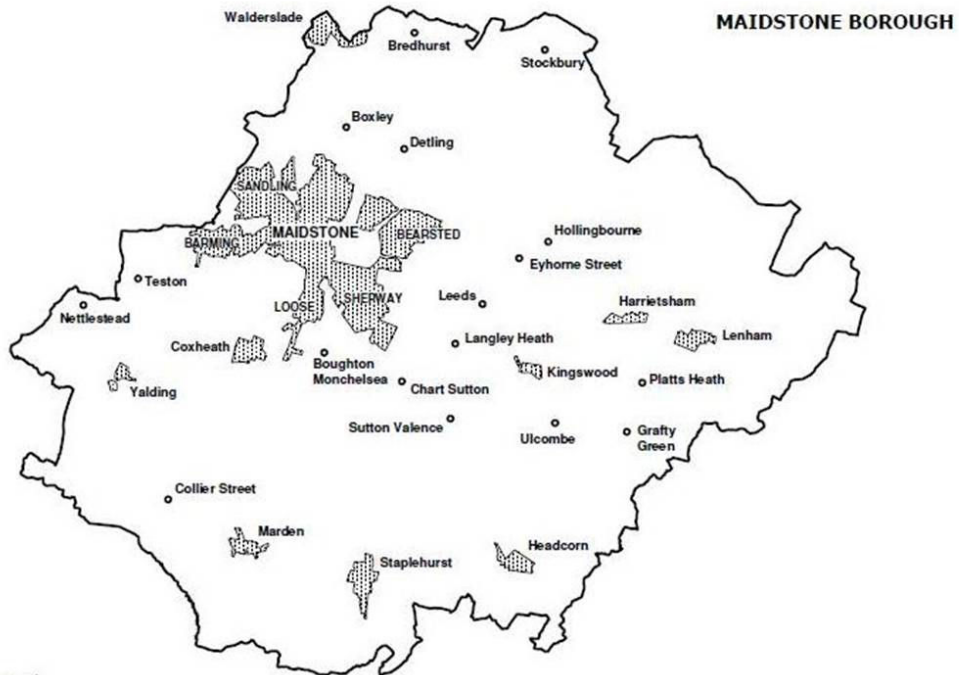 MAIDSTONE BOROUGH
Walderslade
Bredhurst
Stockbury
Boxley
Detling
SANDLING
MAIDSTONE
BARMING
BEARSTED
Hollingbourne
Eyhorne Street
Teston
Nettlestead
LOOSE
SHERWAY
Leeds
Harrietsham
Lenham
Coxheath
Boughton
Monchelsea
Langley Heath
Kingswood
Platts Heath
Yalding
Chart Sutton
Sutton Valence
Ulcombe
Grafty
Green
Collier Street
Marden
Staplehurst
Headcorn